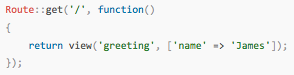 Route::get('/', function()
{
    return view('greeting', ['name' => 'James']);
});